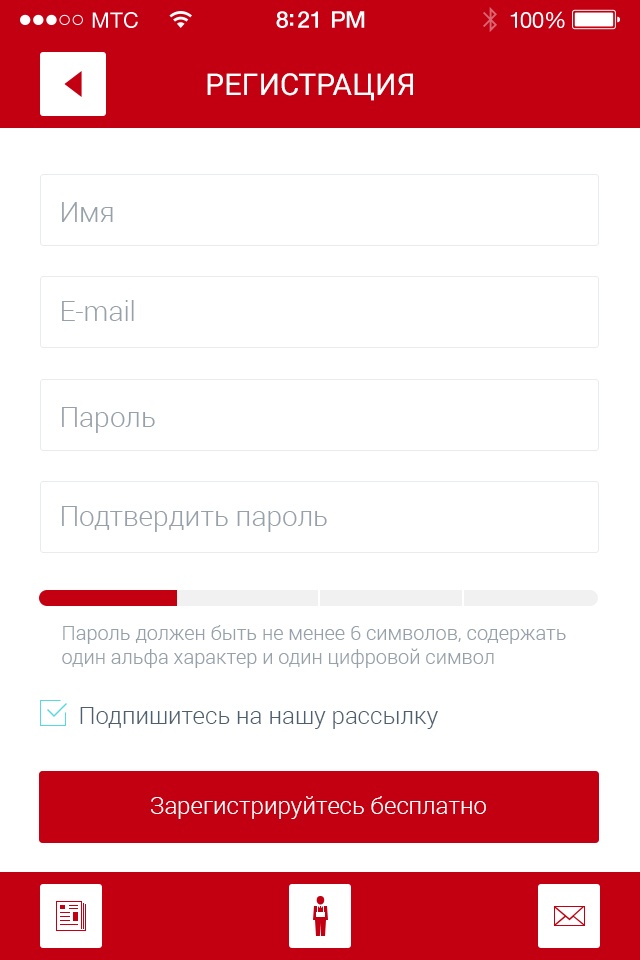 МТС 8:21 PM 100%
РЕГИСТРАЦИЯ
Имя
E-mail
Пароль
Подтвердить пароль
Пароль должен быть не менее 6 символов, содержать
один альфа характер и один цифровой символ
Подпишитесь на нашу рассылку
Зарегистрируйтесь бесплатно